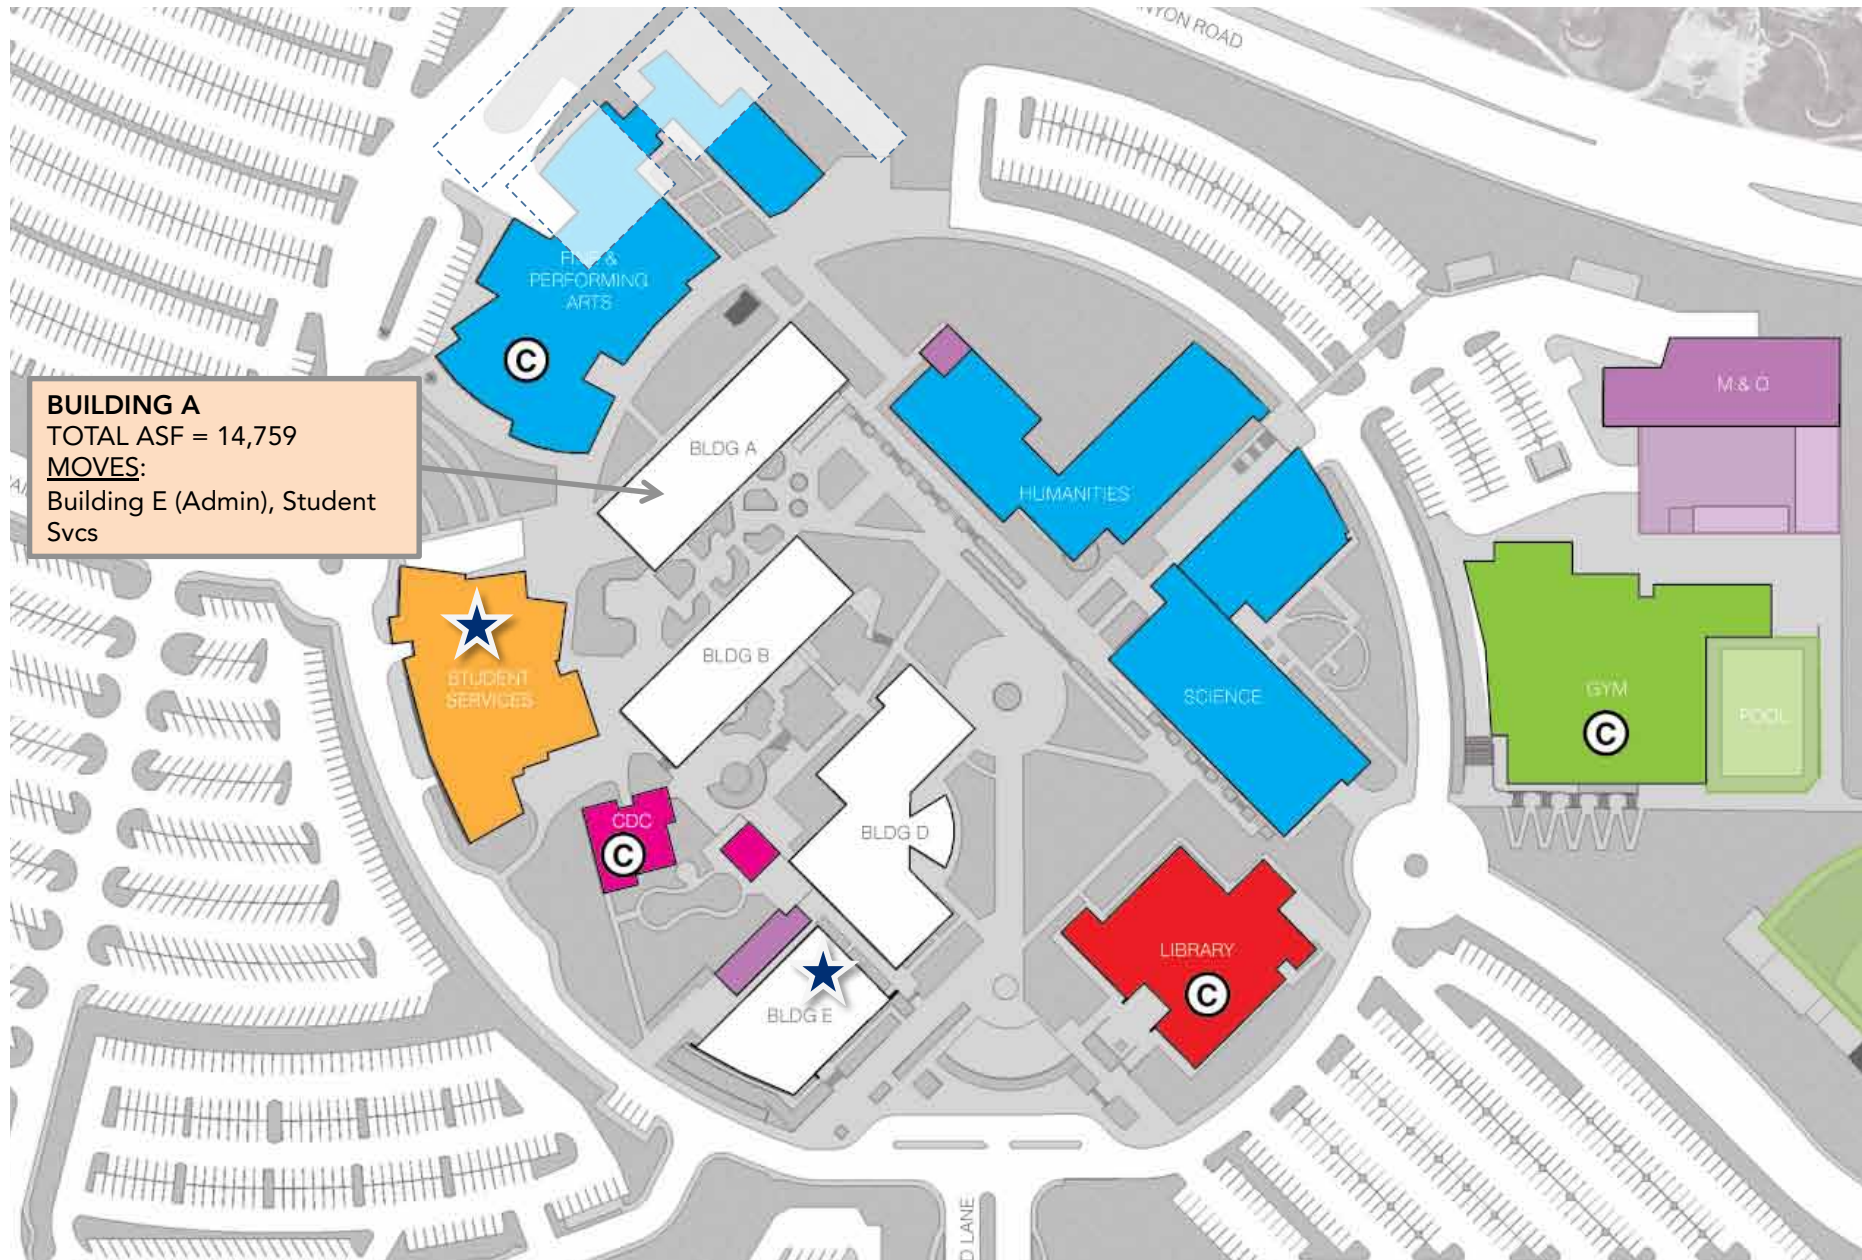 NYON ROAD
FINE &
PERFORMING
ARTS
C
BUILDING A
TOTAL ASF = 14,759
MOVES:
Building E (Admin), Student
Svcs
BLDG A
HUMANITIES
M & O
BLDG B
STUDENT
SERVICES
SCIENCE
GYM
C
POOL
CDC
C
BLDG D
LIBRARY
C
BLDG E
D LANE